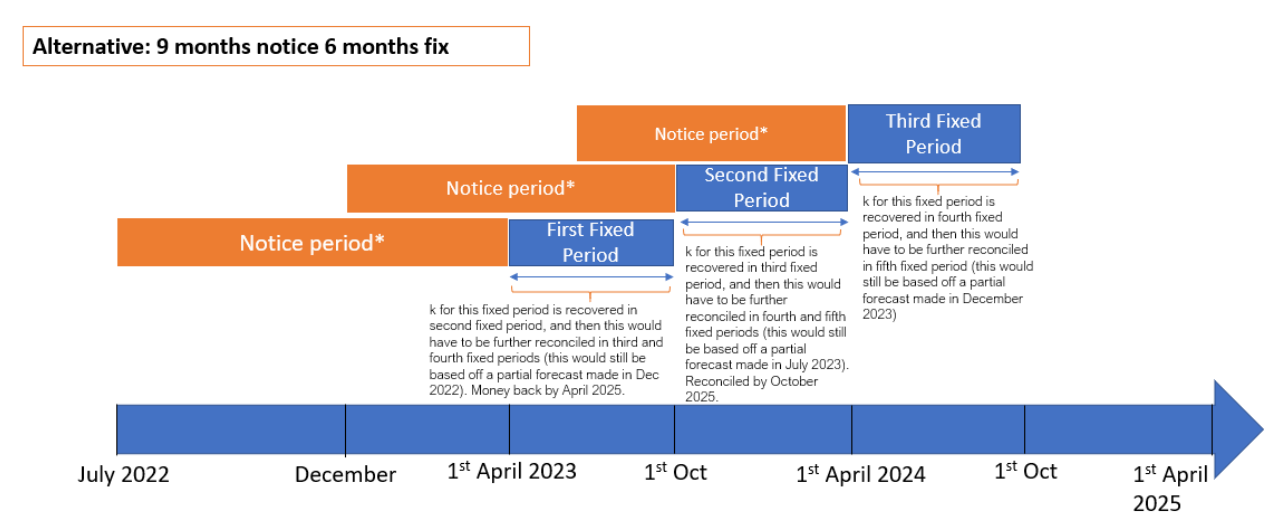 Alternative: 9 months notice 6 months fix
Notice period*
Third Fixed
Period
Notice period*
Second Fixed
Period
Notice period*
First Fixed
Period
k for this fixed period is recovered in
second fixed period, and then this would
have to be further reconciled in third and
fourth fixed periods (this would still be
based off a partial forecast made in Dec
2022). Money back by April 2025.
k for this fixed period is
recovered in third fixed
period, and then this would
have to be further
reconciled in fourth and fifth
fixed periods (this would still
be based off a partial
forecast made in July 2023).
Reconciled by October
2025.
k for this fixed period is
recovered in fourth fixed
period, and then this would
have to be further reconciled
in fifth fixed period (this would
still be based off a partial
forecast made in December
2023)
July 2022
December
1st April 2023
1st Oct
1st April 2024
1st Oct
1st April
2025